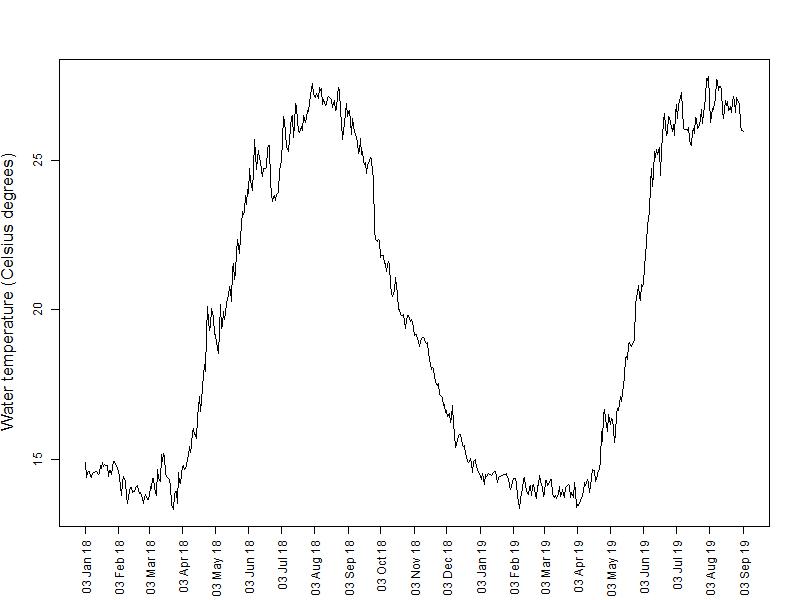 Water temperature (Celsius degrees)
25
20
15
03 Jan 18
03 Feb 18
03 Mar 18
03 Apr 18
03 May 18
03 Jun 18
03 Jul 18
03 Aug 18
03 Sep 18
03 Oct 18
03 Nov 18
03 Dec 18
03 Jan 19
03 Feb 19
03 Mar 19
03 Apr 19
03 May 19
03 Jun 19
03 Jul 19
03 Aug 19
03 Sep 19